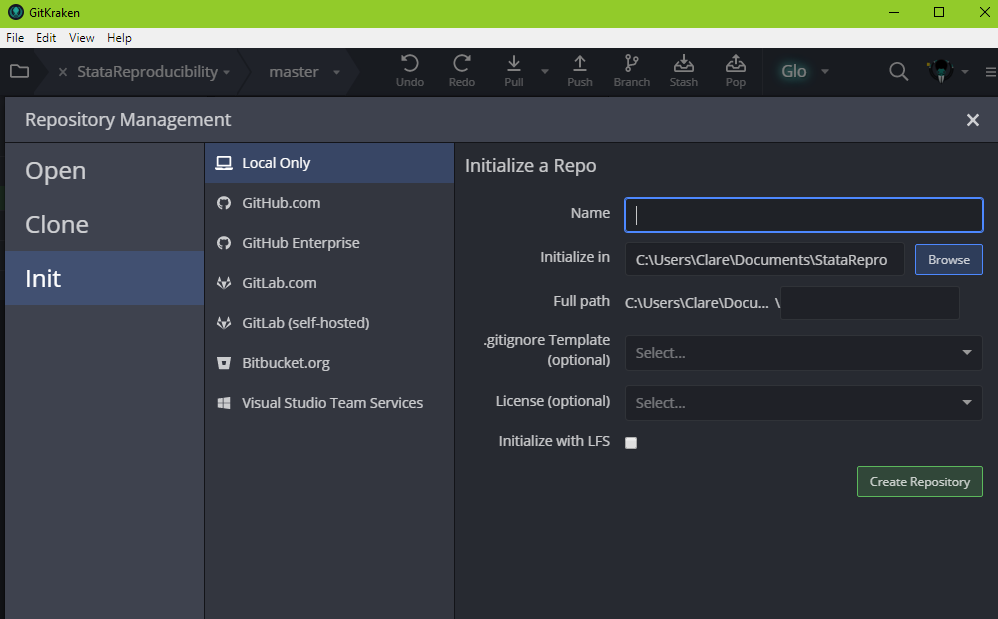 GitKraken
File Edit View Help
StataReproducibility master Undo Redo Pull Push Branch Stash Pop Glo
Repository Management
Open
Clone
Init
Local Only
GitHub.com
GitHub Enterprise
GitLab.com
GitLab (self-hosted)
Bitbucket.org
Visual Studio Team Services
Initialize a Repo
Name
Initialize in C:\Users\Clare\Documents\StataRepro Browse
Full path C:\Users\Clare\Docu... \
.gitignore Template
(optional) Select...
License (optional) Select...
Initialize with LFS
Create Repository